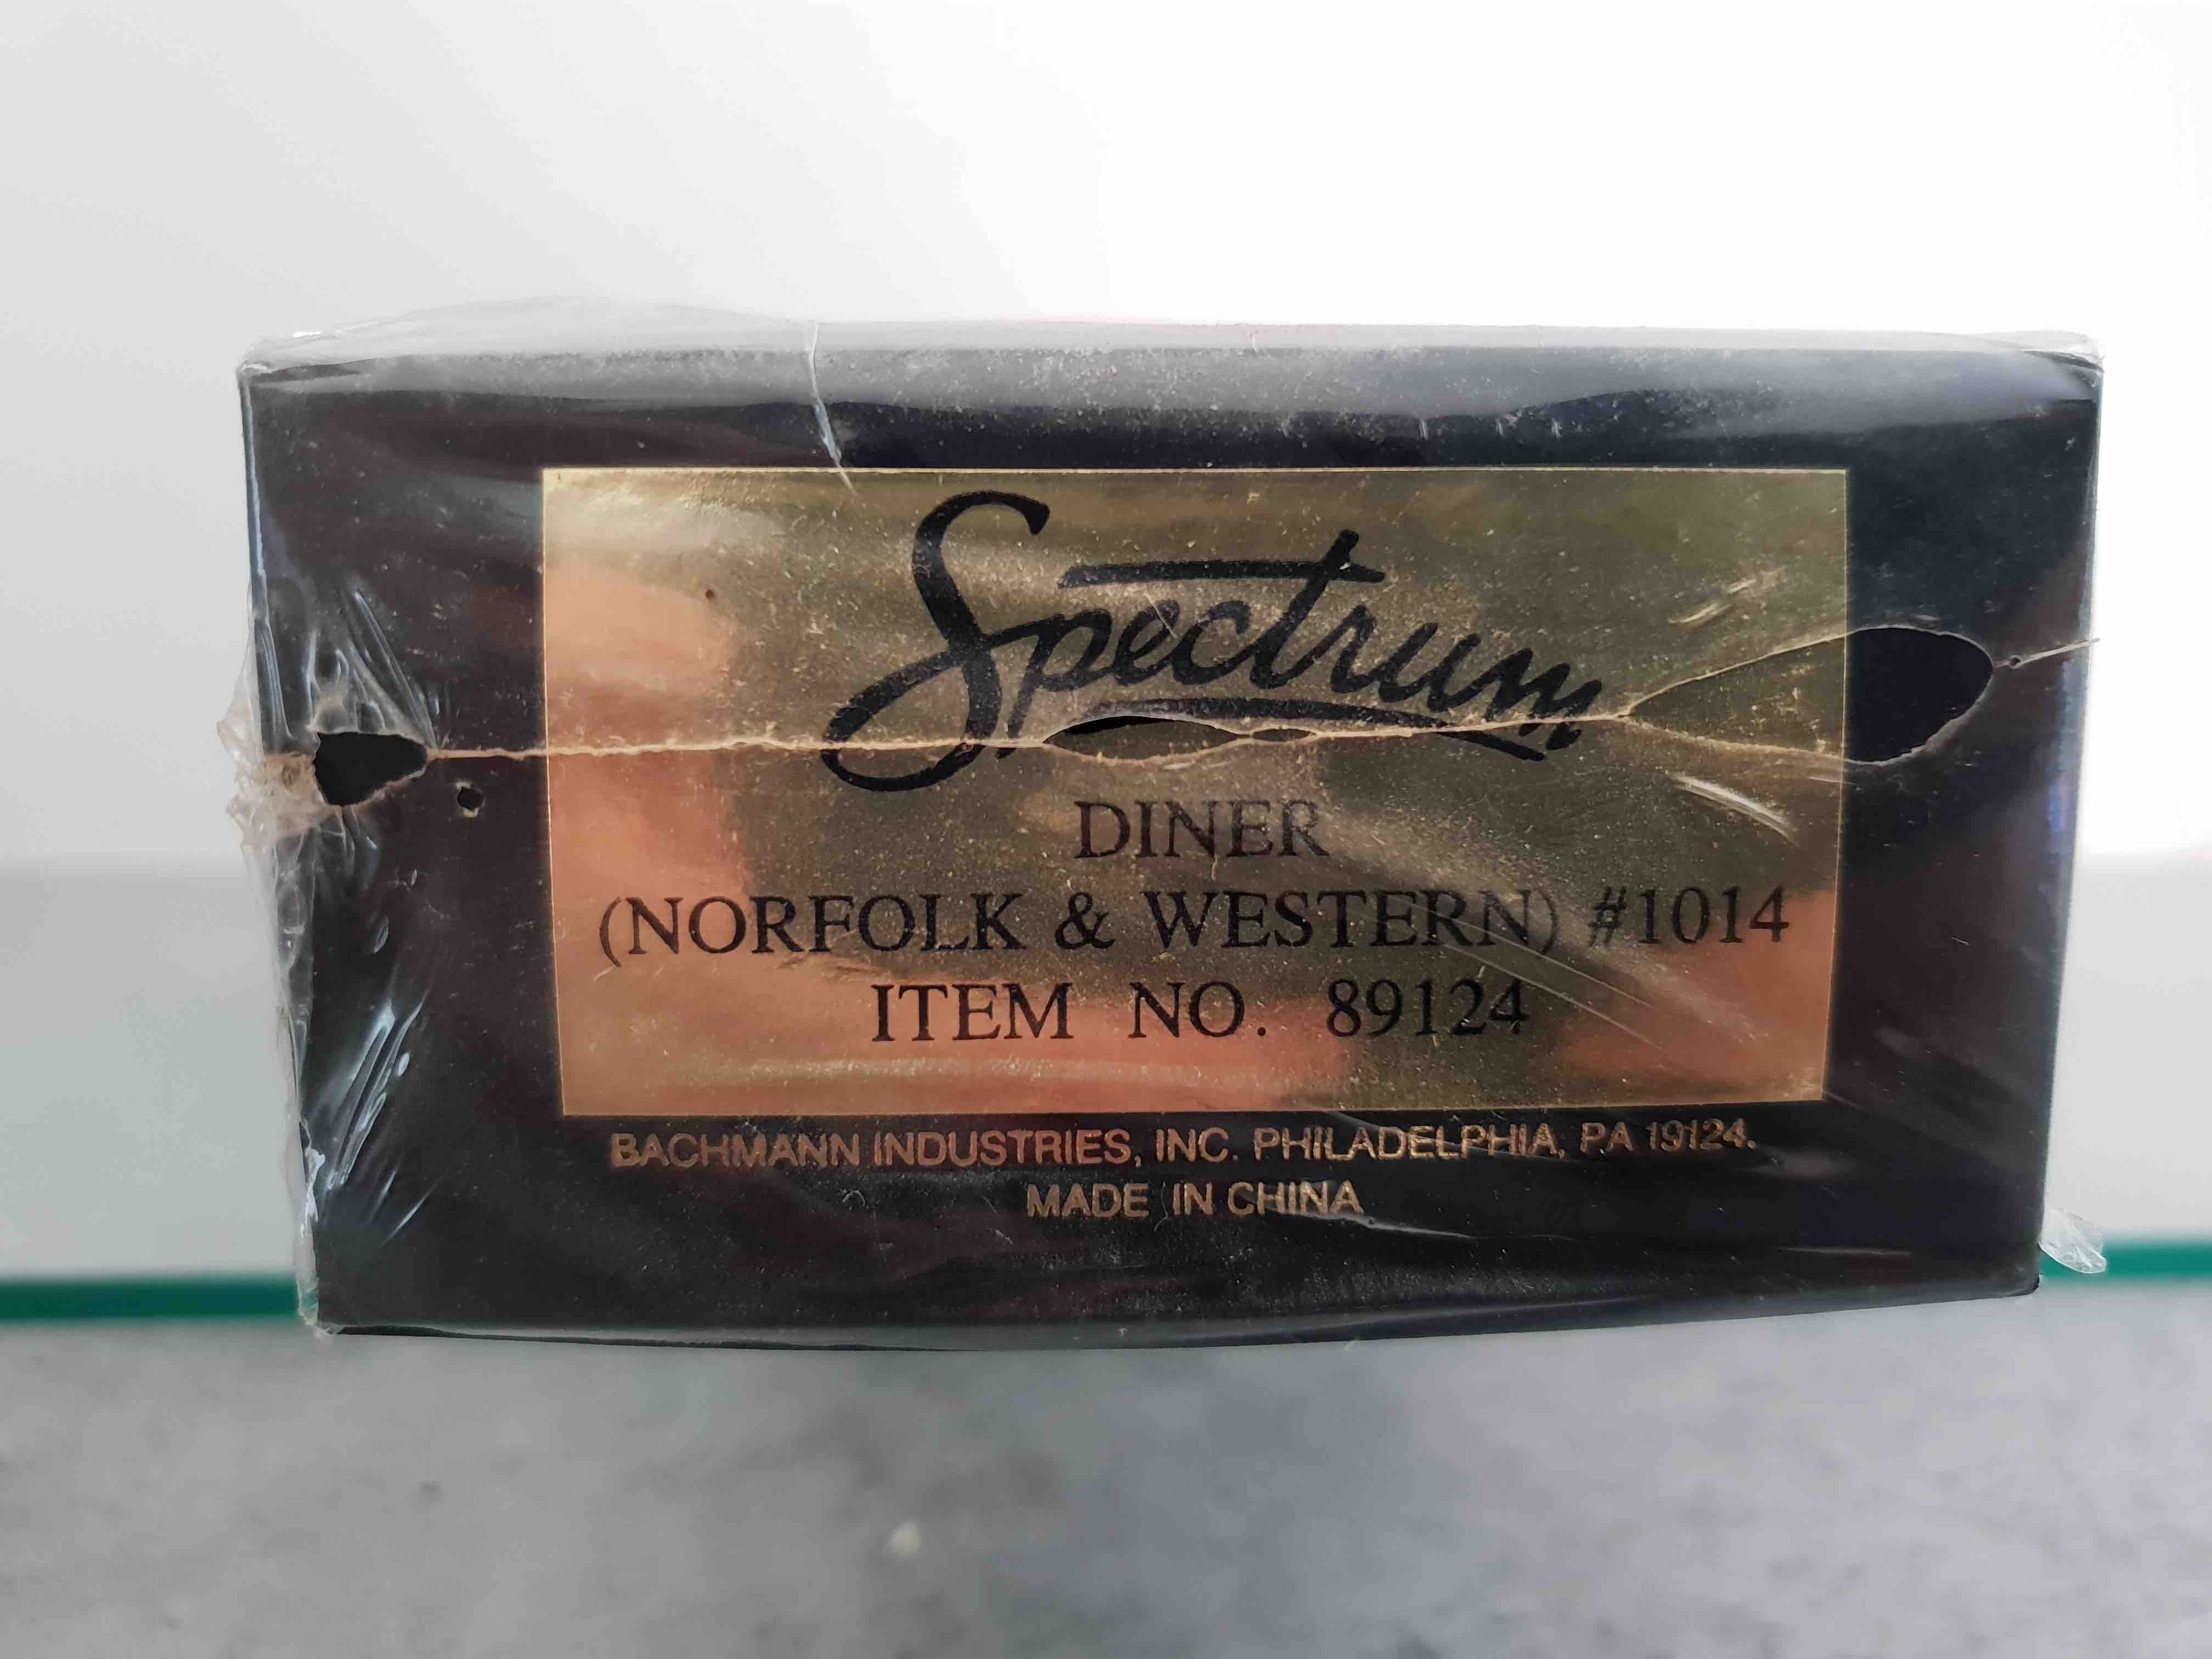 Spectrum
DINER
(NORFOLK & WESTERN) #1014
ITEM NO. 89124
BACHMANN INDUSTRIES, INC. PHILADELPHIA, PA 19124.
MADE IN CHINA